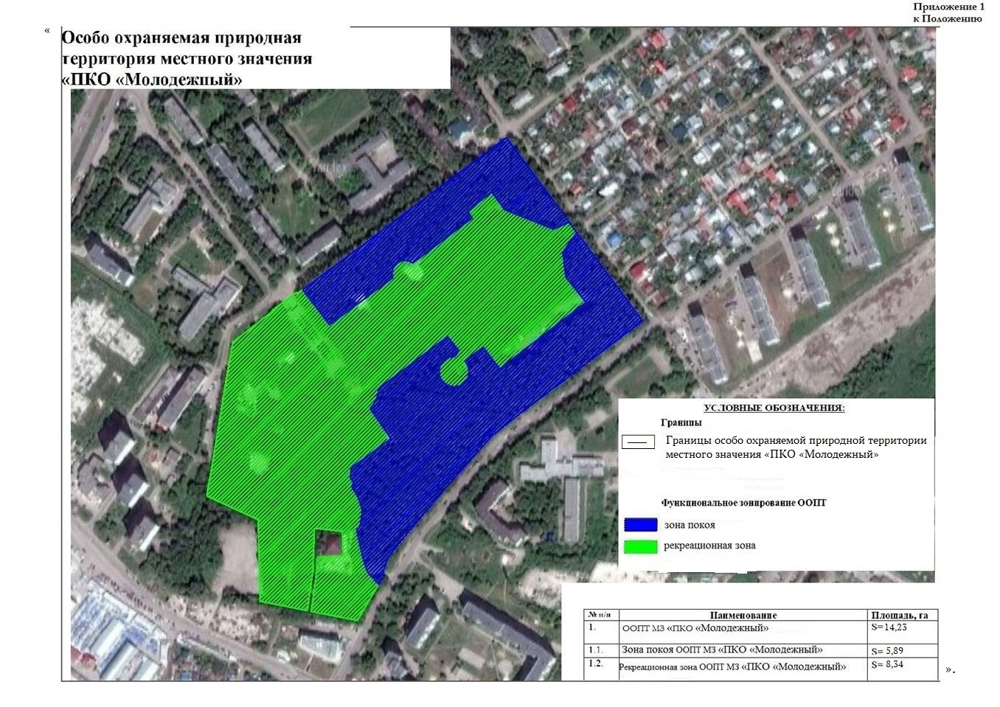 Приложение 1
к Положению
«
Особо охраняемая природная
территория местного значения
«ПКО «Молодежный»
Yandex
Yandex
УСЛОВНЫЕ ОБОЗНАЧЕНИЯ:
Границы
Границы особо охраняемой природной территории
местного значения «ПКО «Молодежный»
Функциональное зонирование ООПТ
зона покоя
рекреационная зона
№ п/п Наименование Площадь, га
1. ООПТ МЗ «ПКО «Молодежный» S=14,23
1.1. Зона покоя ООПТ МЗ «ПКО «Молодежный» S= 5,89
1.2. Рекреационная зона ООПТ МЗ «ПКО «Молодежный» S= 8,34
».